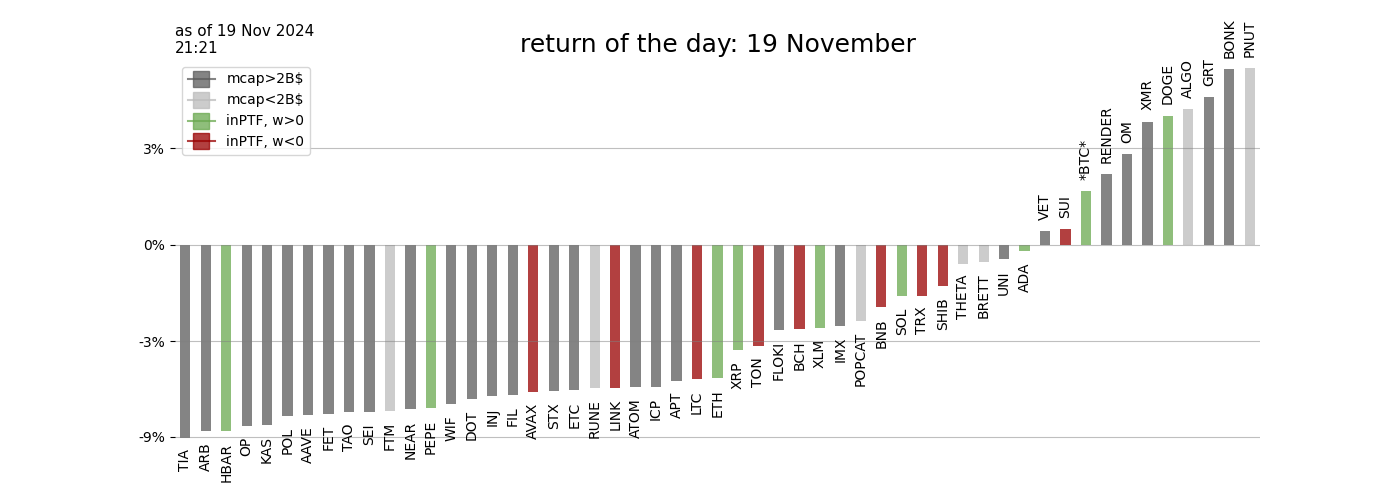 as of 19 Nov 2024
21:21
return of the day: 19 November
mcap>2B$
mcap<2B$
inPTF, w>0
inPTF, w<0
3%
0%
-3%
-9%
TIA
ARB
HBAR
OP
KAS
POL
AAVE
FET
TAO
SEI
FTM
NEAR
PEPE
WIF
DOT
INJ
FIL
AVAX
STX
ETC
RUNE
LINK
ATOM
ICP
APT
LTC
ETH
XRP
TON
FLOKI
BCH
XLM
IMX
POPCAT
BNB
SOL
TRX
SHIB
THETA
BRETT
UNI
ADA
VET
SUI
*BTC*
RENDER
OM
XMR
DOGE
ALGO
GRT
BONK
PNUT